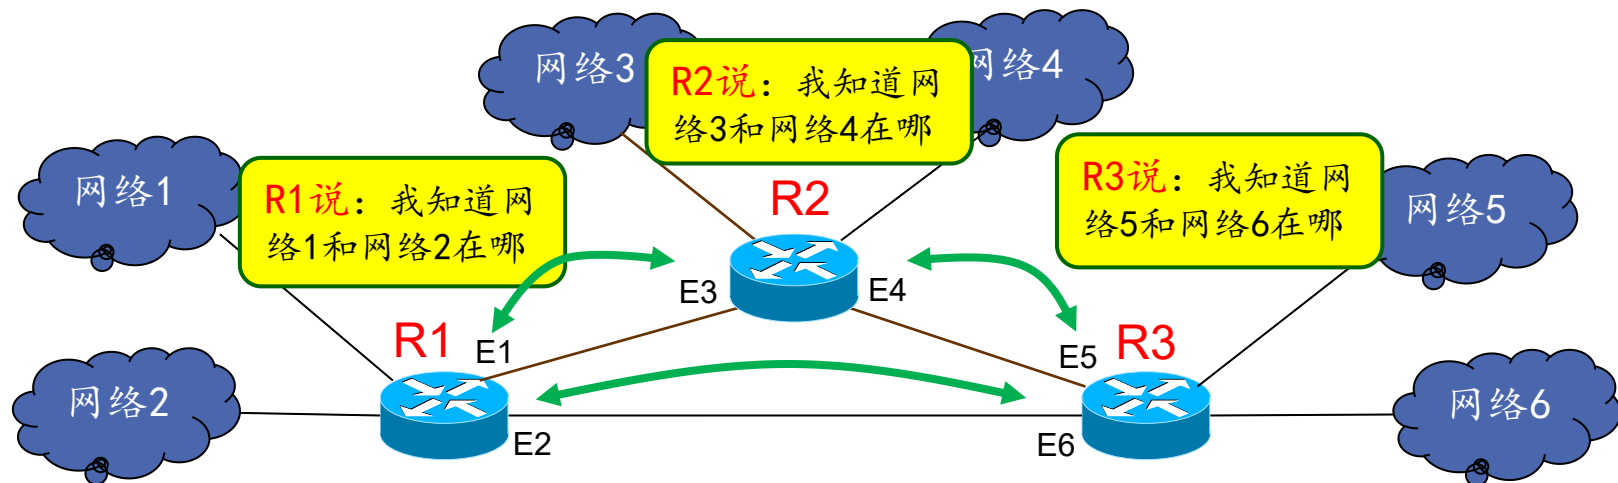 网络3
网络4
R2说：我知道网
络3和网络4在哪
网络1
R1说：我知道网
络1和网络2在哪
R2
R3说：我知道网
络5和网络6在哪
网络5
E3
E4
R1
E1
E5
R3
网络2
网络6
E2
E6